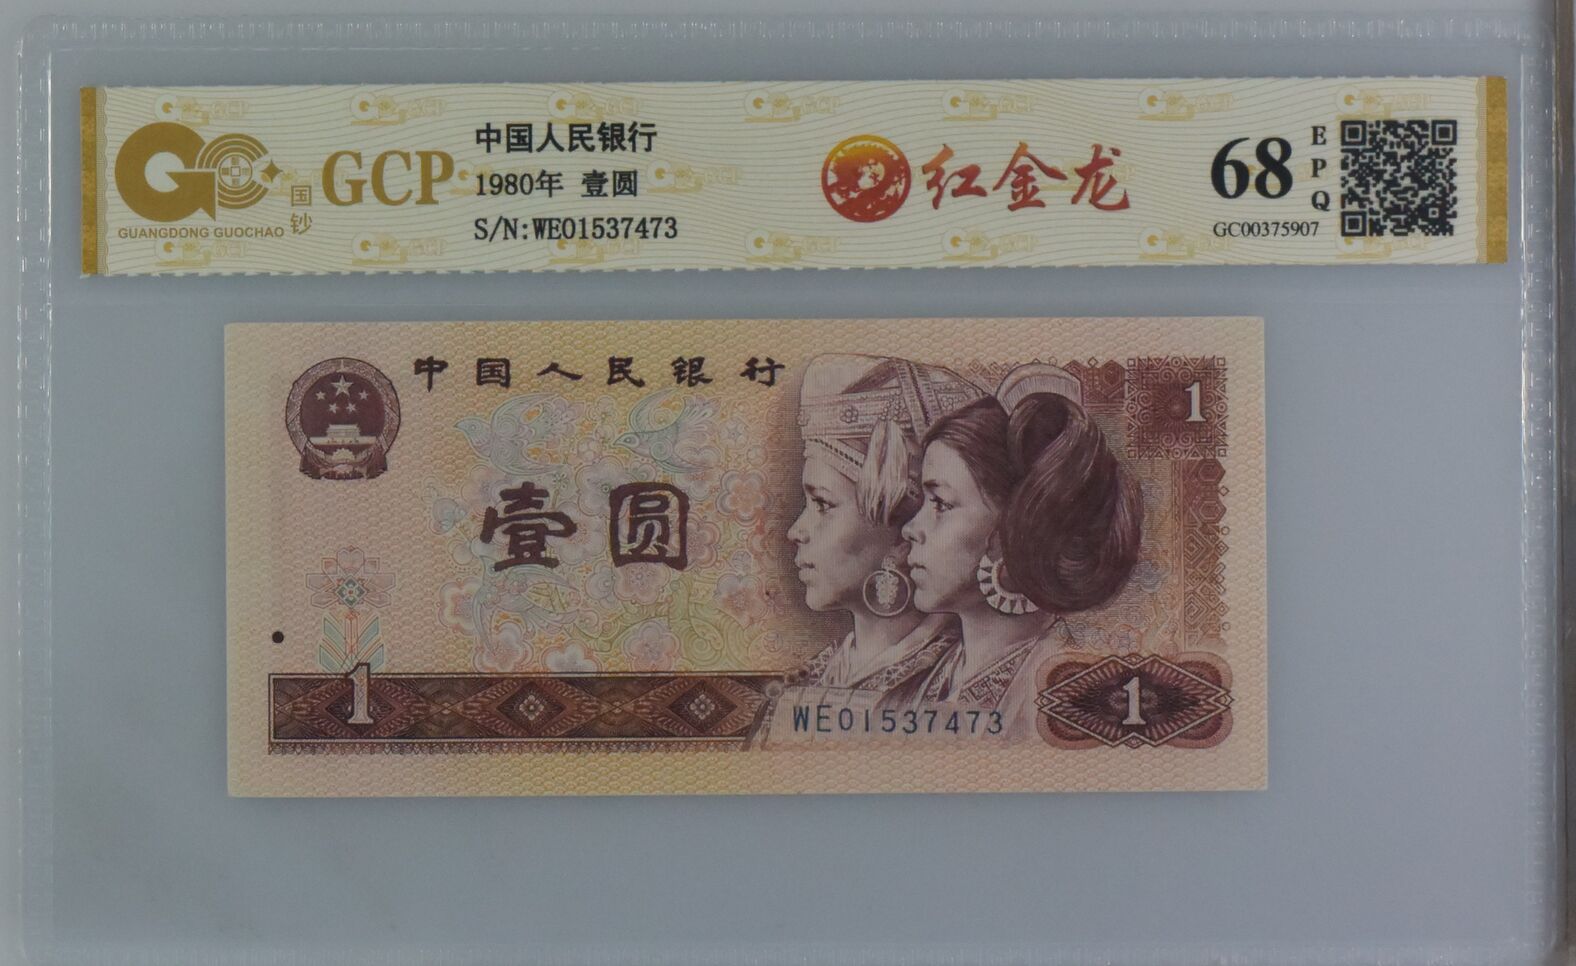 国钞
GUANGDONG GUOCHAO
GCP
中国人民银行
1980年 壹圆
S/N:WE01537473
红金龙
68
EPQ
GC00375907
中国人民银行
1
壹圆
1
WE01537473
1